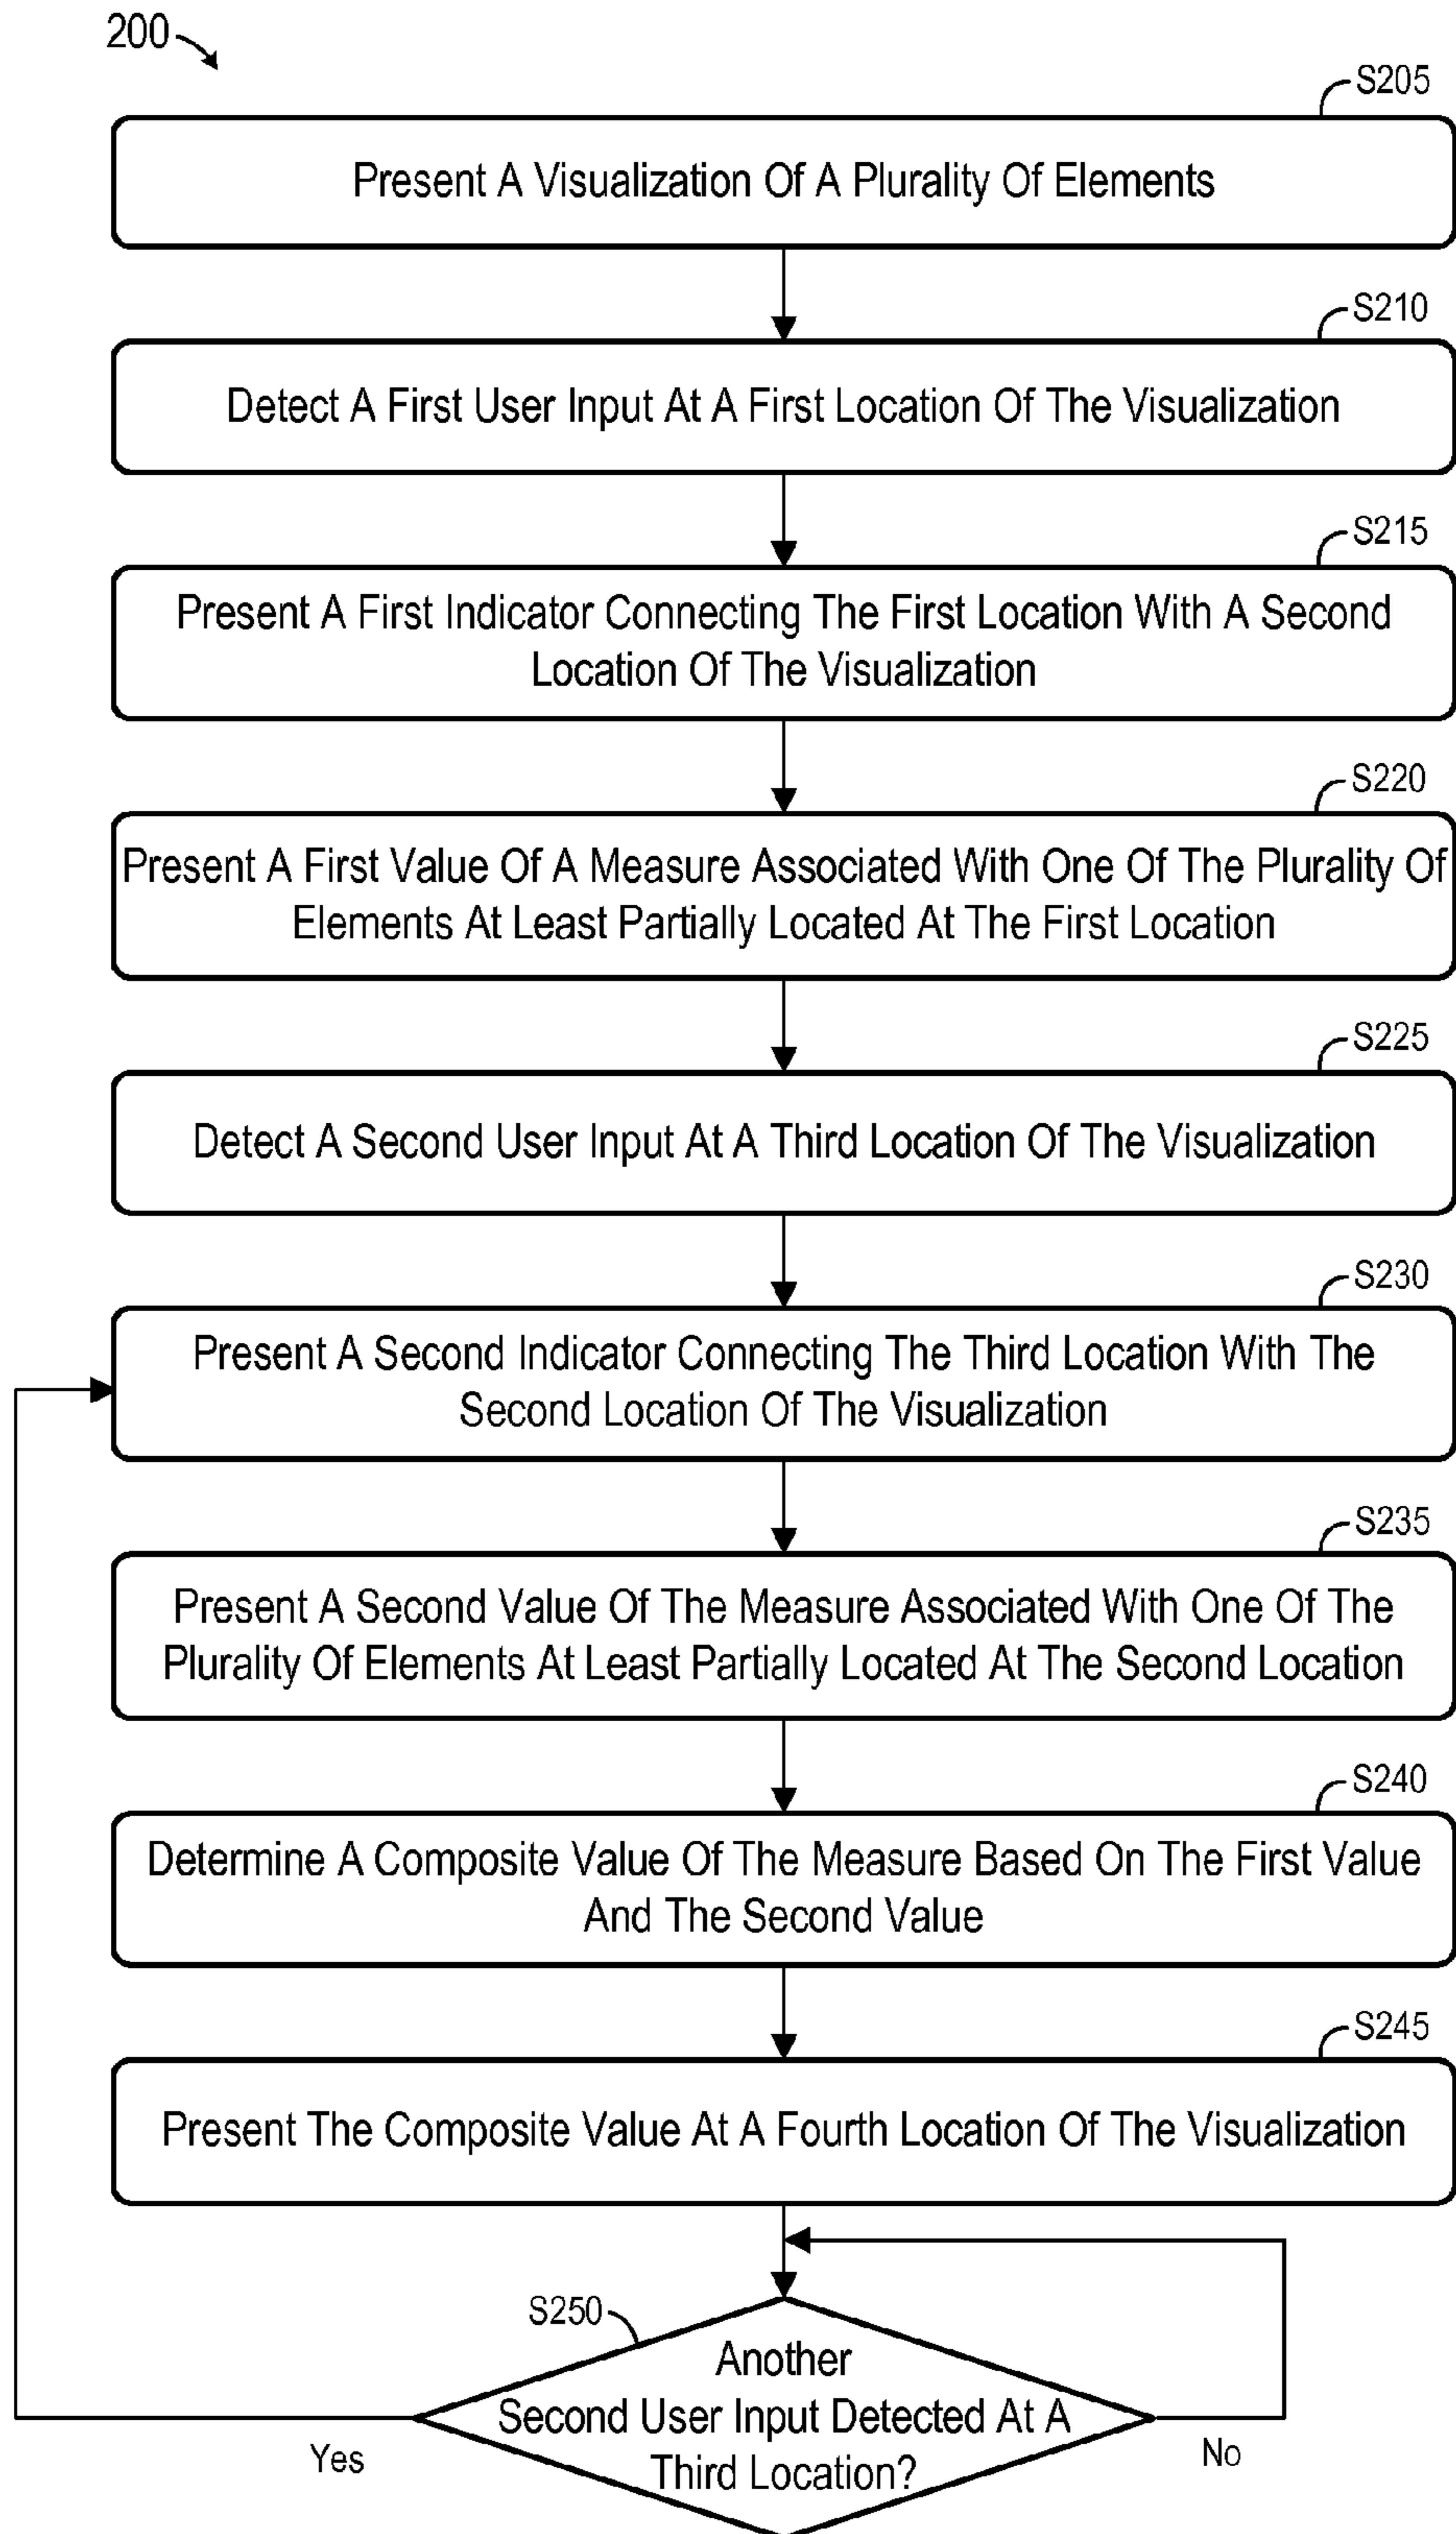 200
S205
Present A Visualization Of A Plurality Of Elements
S210
Detect A First User Input At A First Location Of The Visualization
S215
Present A First Indicator Connecting The First Location With A Second
Location Of The Visualization
S220
Present A First Value Of A Measure Associated With One Of The Plurality Of
Elements At Least Partially Located At The First Location
S225
Detect A Second User Input At A Third Location Of The Visualization
S230
Present A Second Indicator Connecting The Third Location With The
Second Location Of The Visualization
S235
Present A Second Value Of The Measure Associated With One Of The
Plurality Of Elements At Least Partially Located At The Second Location
S240
Determine A Composite Value Of The Measure Based On The First Value
And The Second Value
S245
Present The Composite Value At A Fourth Location Of The Visualization
S250
Another
Second User Input Detected At A
Third Location?
Yes
No